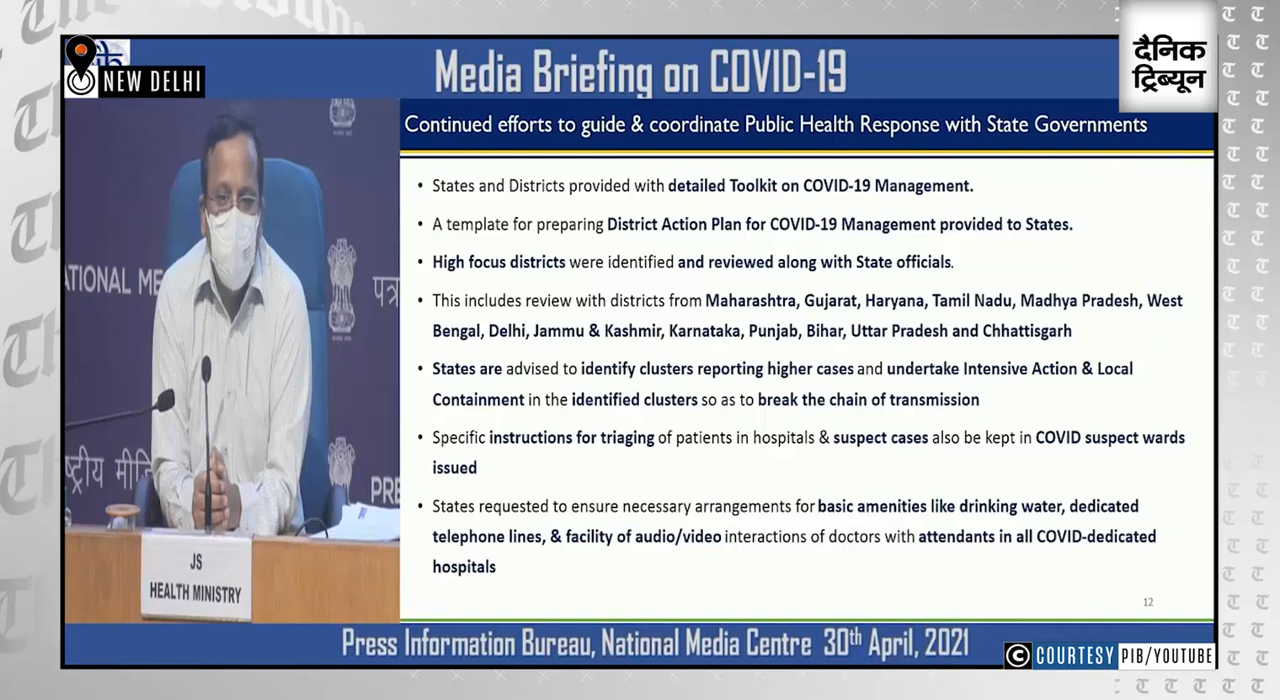 दैनिक
ट्रिब्यून
NEW DELHI
Media Briefing on COVID-19
Continued efforts to guide & coordinate Public Health Response with State Governments
• States and Districts provided with detailed Toolkit on COVID-19 Management.
• A template for preparing District Action Plan for COVID-19 Management provided to States.
• High focus districts were identified and reviewed along with State officials.
• This includes review with districts from Maharashtra, Gujarat, Haryana, Tamil Nadu, Madhya Pradesh, West
Bengal, Delhi, Jammu & Kashmir, Karnataka, Punjab, Bihar, Uttar Pradesh and Chhattisgarh
• States are advised to identify clusters reporting higher cases and undertake Intensive Action & Local
Containment in the identified clusters so as to break the chain of transmission
• Specific instructions for triaging of patients in hospitals & suspect cases also be kept in COVID suspect wards
issued
• States requested to ensure necessary arrangements for basic amenities like drinking water, dedicated
telephone lines, & facility of audio/video interactions of doctors with attendants in all COVID-dedicated
hospitals
12
ATIONAL ME
पत्र
ष्ट्रीय मीडि
PRE
JS
HEALTH MINISTRY
Press Information Bureau, National Media Centre 30th April, 2021
© COURTESY PIB/YOUTUBE